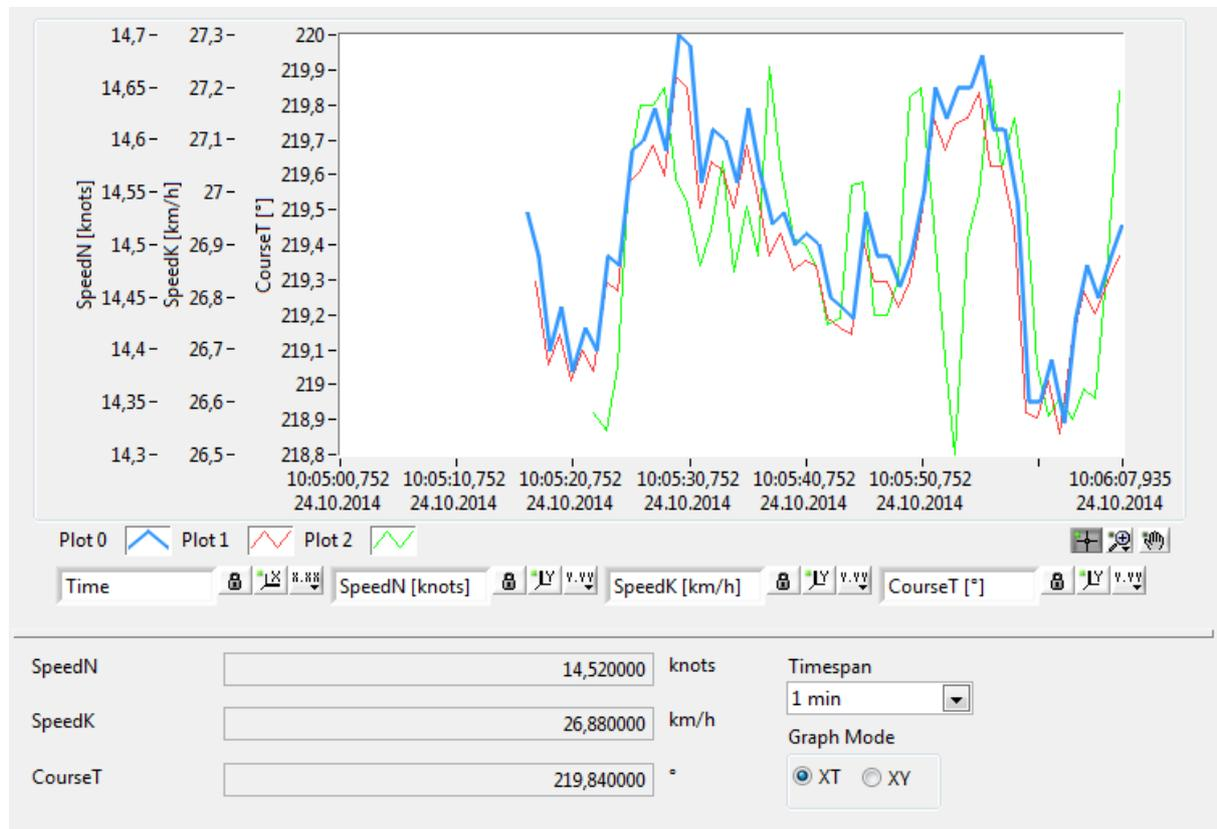 14,7 27,3 220
219,9
14,65 27,2 219,8
14,6 27,1 219,7
219,6
14,55 27 219,5
14,5 26,9 219,4
219,3
14,45 26,8 219,2
14,4 26,7 219,1
219
14,35 26,6 218,9
14,3 26,5 218,8
SpeedN [knots]
SpeedK [km/h]
CourseT [°]
10:05:00,752 10:05:10,752 10:05:20,752 10:05:30,752 10:05:40,752 10:05:50,752 10:06:07,935
24.10.2014 24.10.2014 24.10.2014 24.10.2014 24.10.2014 24.10.2014 24.10.2014
Plot 0 Plot 1 Plot 2
Time X X.XX SpeedN [knots] Y Y.YY SpeedK [km/h] Y Y.YY CourseT [°] Y Y.YY
SpeedN 14,520000 knots Timespan
1 min
SpeedK 26,880000 km/h
Graph Mode
CourseT 219,840000 ° XT XY